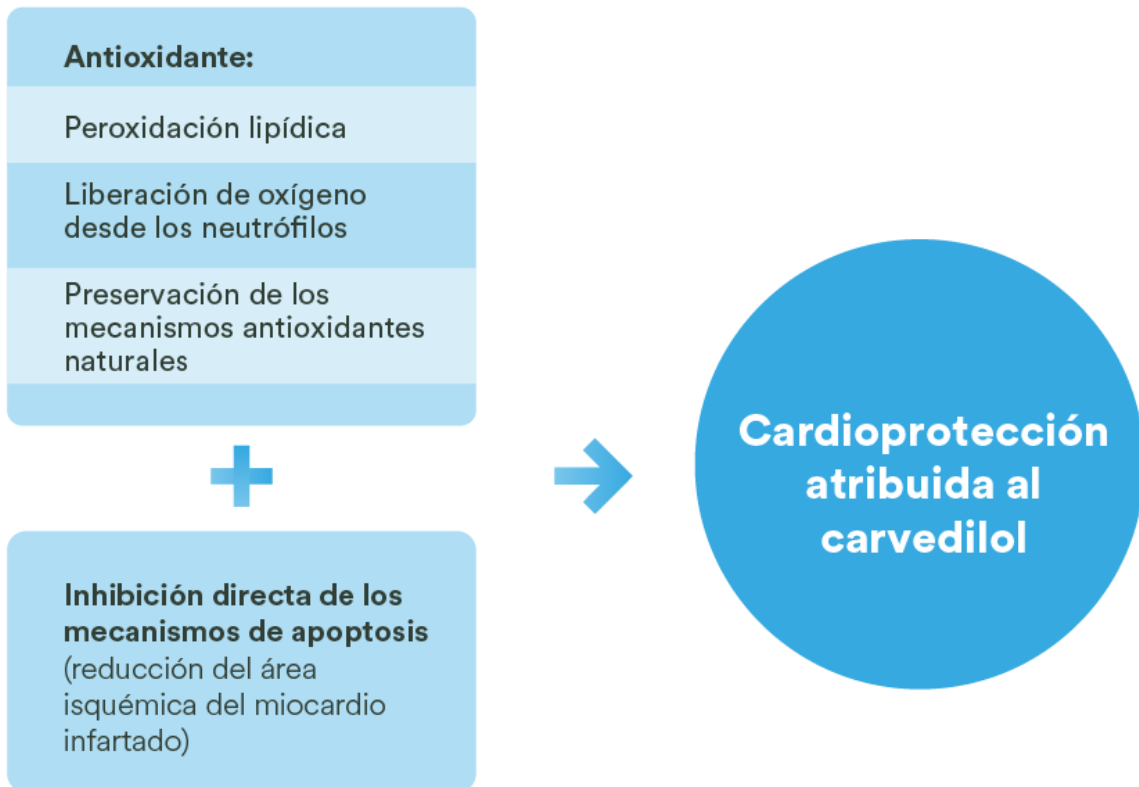 Antioxidante:
Peroxidación lipídica
Liberación de oxígeno
desde los neutrófilos
Preservación de los
mecanismos antioxidantes
naturales
Inhibición directa de los
mecanismos de apoptosis
(reducción del área
isquémica del miocardio
infartado)
Cardioprotección
atribuida al
carvedilol